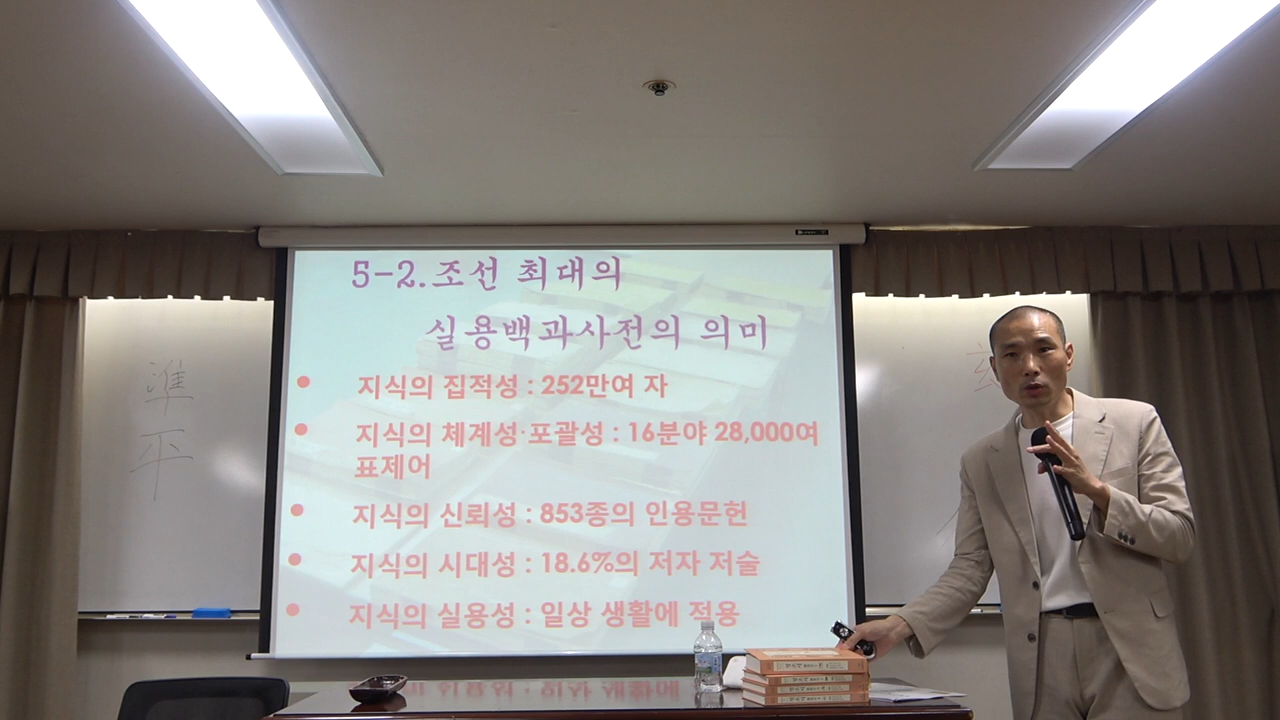 5-2.조선 최대의
실용백과사전의 의미
지식의 집적성 : 252만여 자
지식의 체계성·포괄성 : 16분야 28,000여
표제어
지식의 신뢰성 : 853종의 인용문헌
지식의 시대성 : 18.6%의 저자 저술
지식의 실용성 : 일상 생활에 적용
準
平